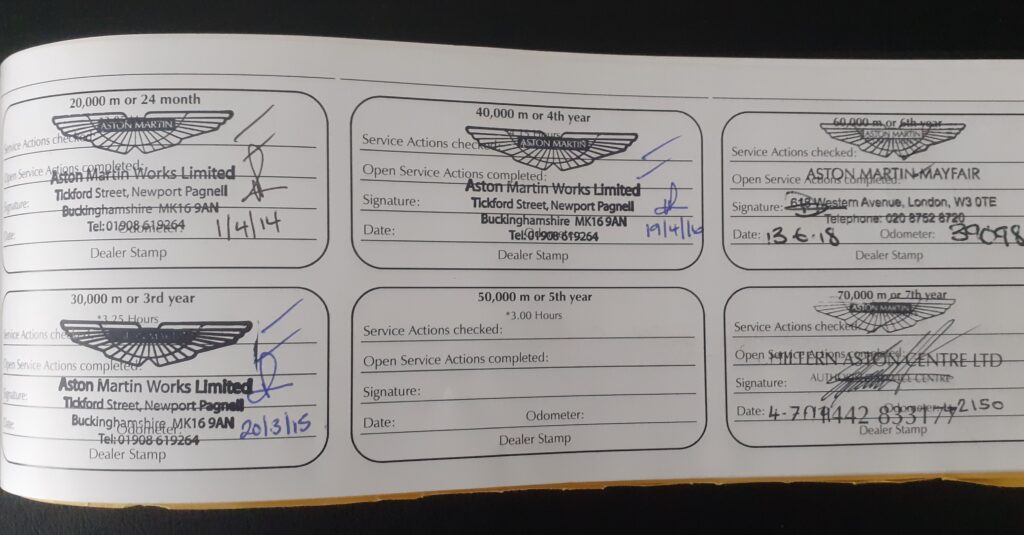 20,000 m or 24 month
ASTON MARTIN
Service Actions checked:
Open Service Actions completed:
Aston Martin Works Limited
Tickford Street, Newport Pagnell
Signature:
Buckinghamshire MK16 9AN
Date:
Tel: 01908 619264
Odometer:
1/4/14
Dealer Stamp
30,000 m or 3rd year
*3.25 Hours
Service Actions checked:
Open Service Actions completed:
Aston Martin Works Limited
Signature:
Tickford Street, Newport Pagnell
Date:
Buckinghamshire MK16 9AN
Odometer:
Tel: 01908 619264
20/3/15
Dealer Stamp
40,000 m or 4th year
Hours
ASTON MARTIN
Service Actions checked:
Open Service Actions completed:
Aston Martin Works Limited
Signature:
Tickford Street, Newport Pagnell
Buckinghamshire MK16 9AN
Date:
Odometer:
Tel: 01908 619264
19/4/16
Dealer Stamp
50,000 m or 5th year
*3.00 Hours
Service Actions checked:
Open Service Actions completed:
Signature:
Odometer:
Date:
Dealer Stamp
60,000 m or 6th year
ASTON MARTIN
Service Actions checked:
Open Service Actions completed:
ASTON MARTIN MAYFAIR
Signature:
Western Avenue, London, W3 0TE
Telephone: 020 8752 6720
Date: 13-6-18 Odometer: 39098
Dealer Stamp
70,000 m or 7th year
ASTON MARTIN
Service Actions checked:
Open Service Actions completed:
ASTON CENTRE LTD
Signature:
Date: 4-7-19
Odometer: 42150
442 833177
Dealer Stamp